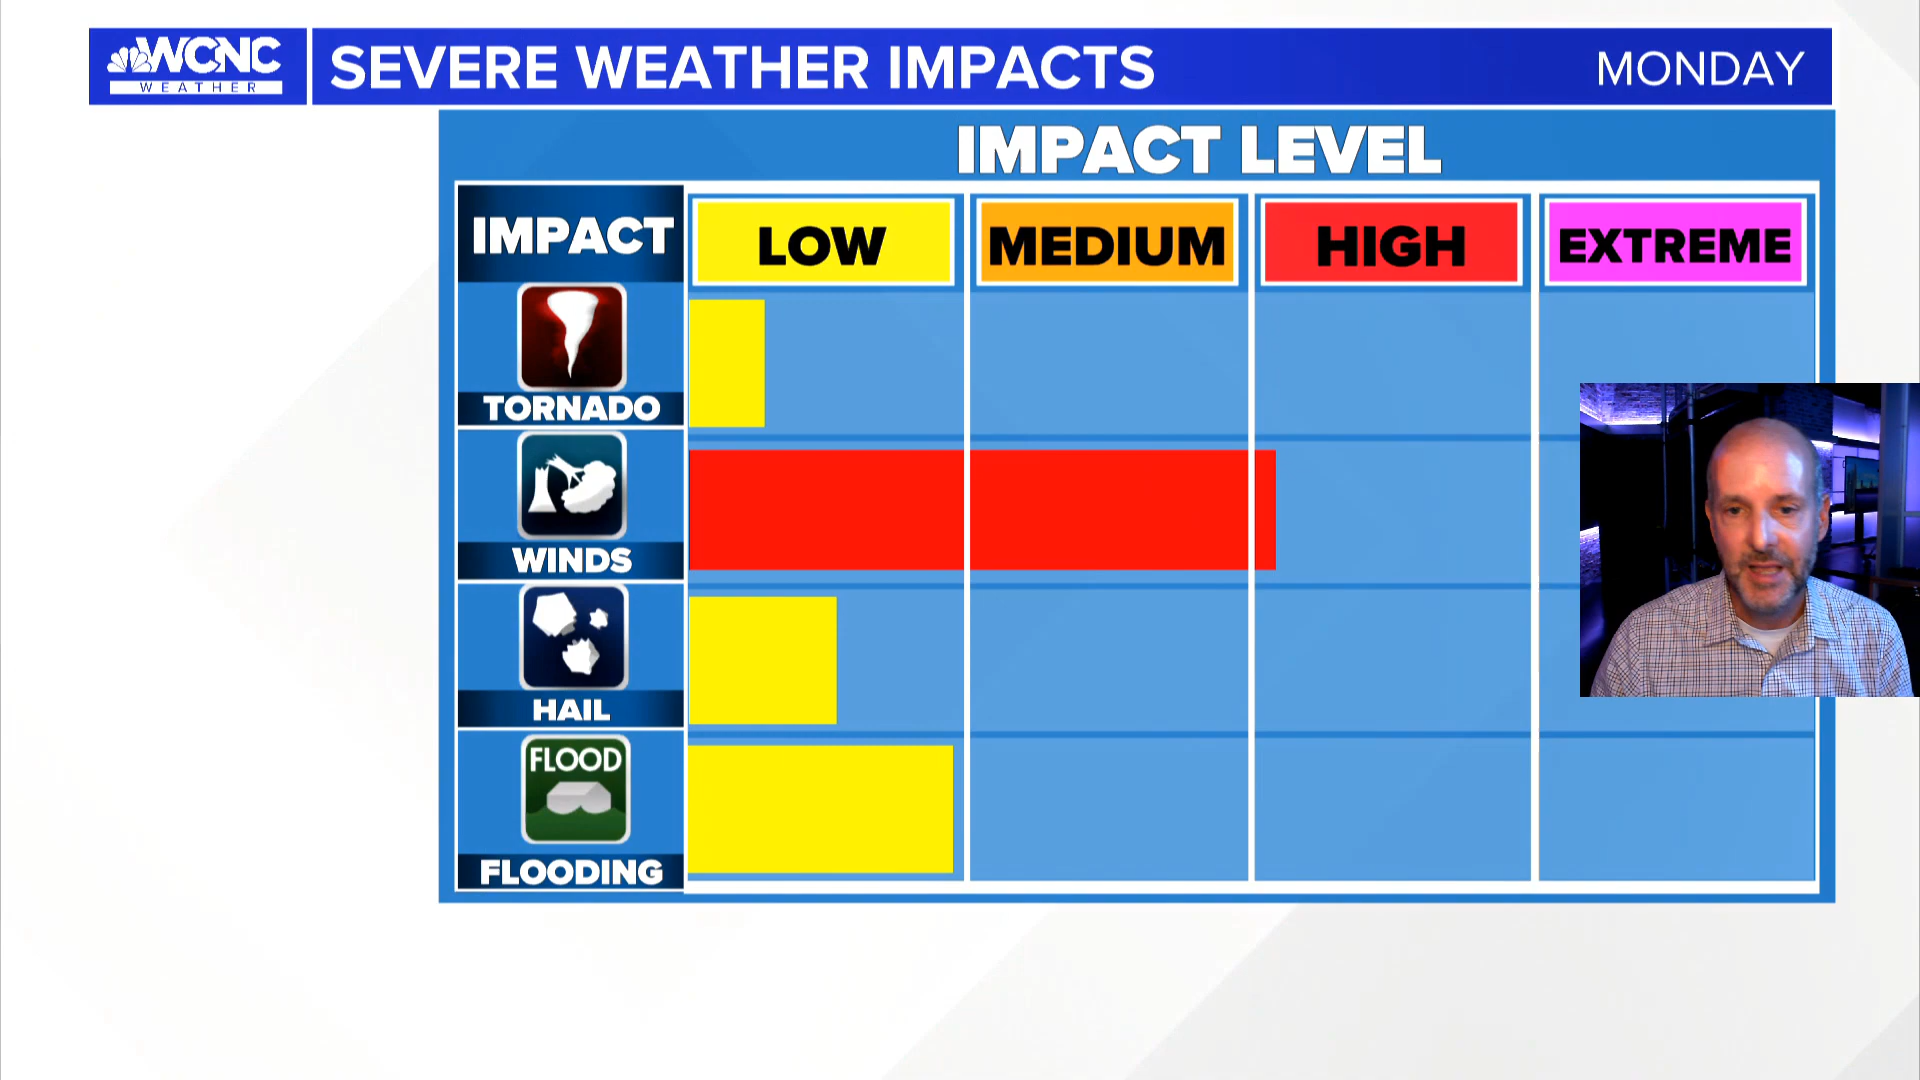 WCNC
WEATHER
SEVERE WEATHER IMPACTS
MONDAY
IMPACT LEVEL
IMPACT
LOW
MEDIUM
HIGH
EXTREME
TORNADO
WINDS
HAIL
FLOOD
FLOODING